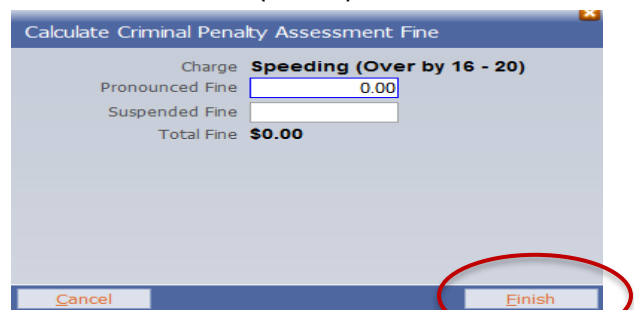 Calculate Criminal Penalty Assessment Fine
Charge Speeding (Over by 16 - 20)
Pronounced Fine 0.00
Suspended Fine
Total Fine $0.00
Cancel Finish